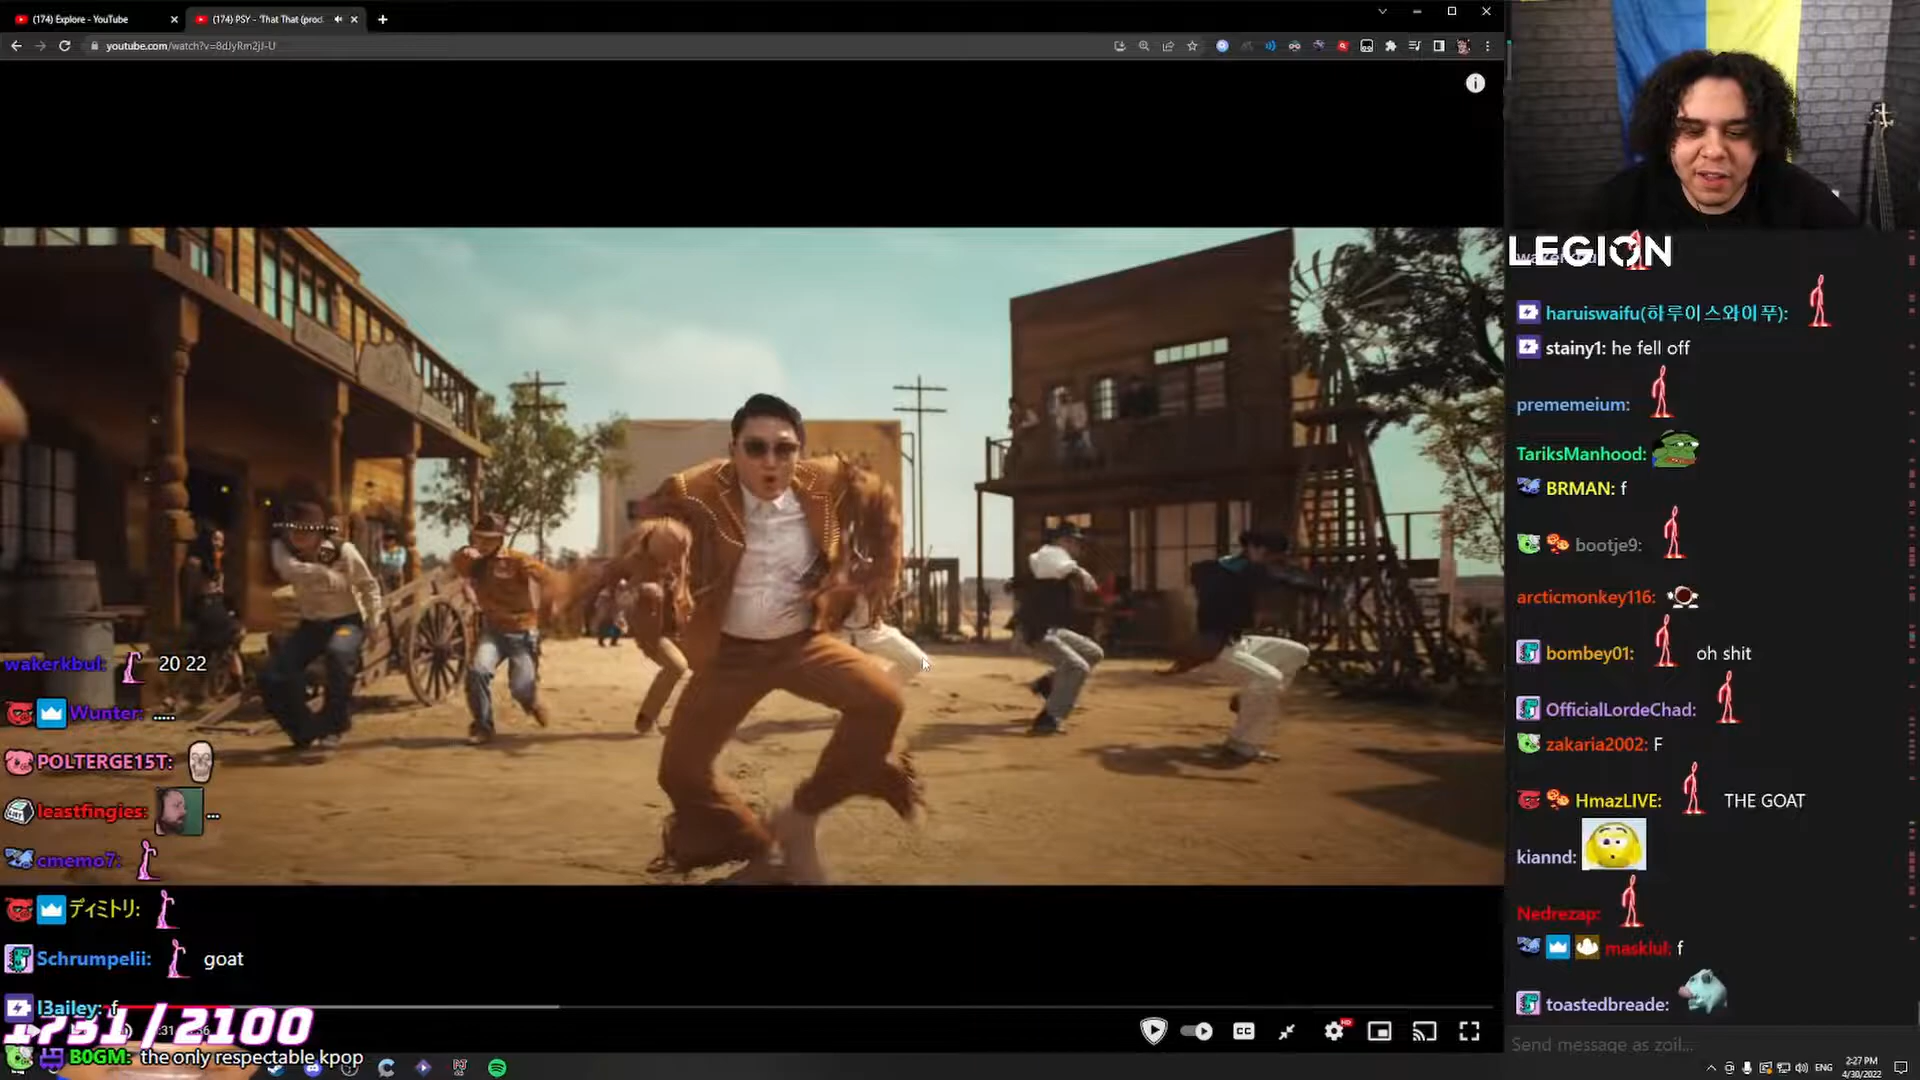 (174) Explore - YouTube
(174) PSY - 'That That (prod.
youtube.com/watch?v=8dJyRm2jJ-U
LEGION
haruiswaifu(하루이스와이푸):
stainy1: he fell off
prememeium:
TariksManhood:
BRMAN: f
bootje9:
arcticmonkey116:
bombey01: oh shit
OfficialLordeChad:
zakaria2002: F
HmazLIVE: THE GOAT
kiannd:
Nedrezap:
masklul: f
toastedbreade:
Send message as zoil...
wakerkbul: 20 22
Wunter: .....
POLTERGE15T:
leastfingies: ...
cmemo7:
ディミトリ:
Schrumpelii: goat
l3ailey: f
1731/2100
B0GM: the only respectable kpop
CC
HD
ENG
2:27 PM
4/30/2022